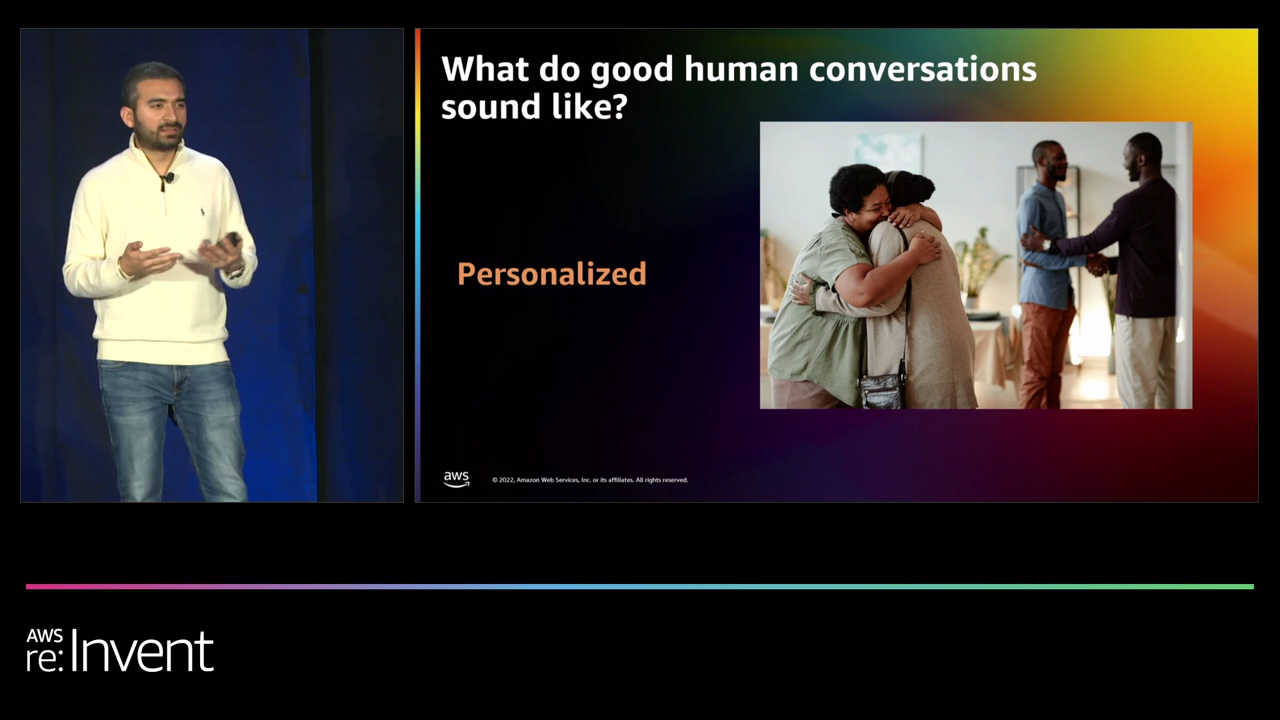 What do good human conversations
sound like?
Personalized
aws
© 2022, Amazon Web Services, Inc. or its affiliates. All rights reserved.
AWS
re:Invent